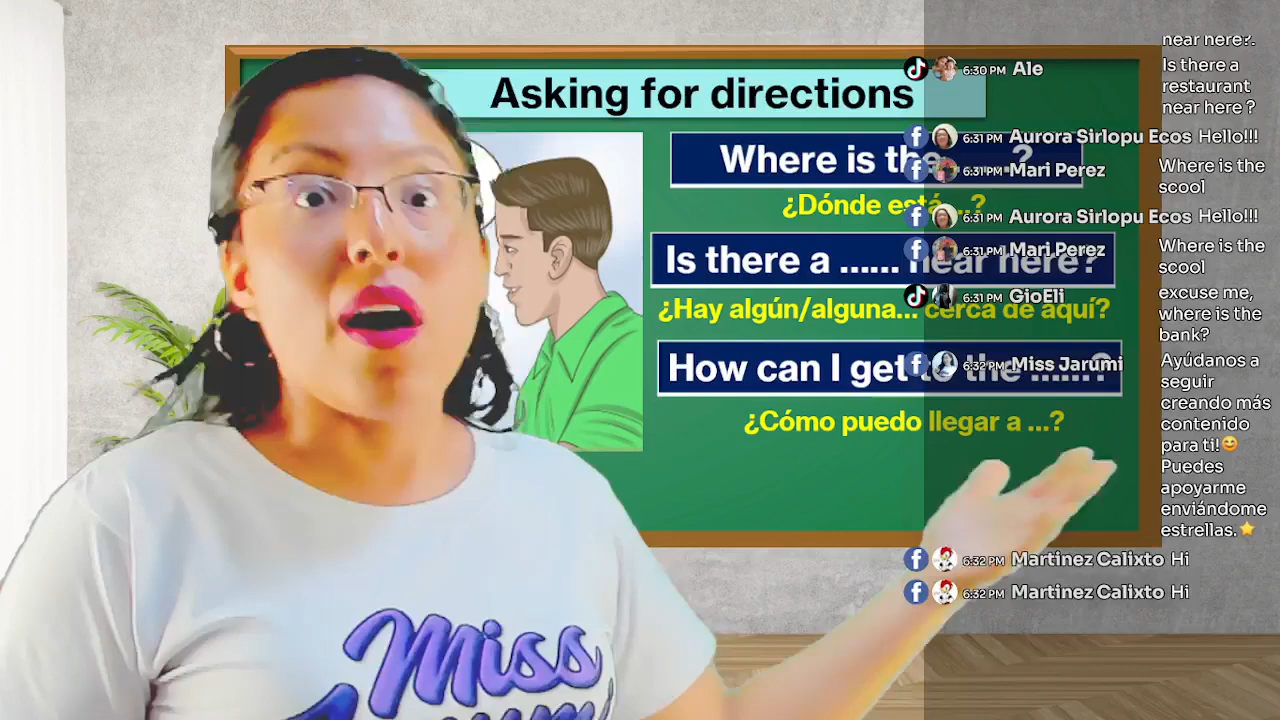 Asking for directions
Where is the ...?
¿Dónde está ...?
Is there a ...... near here?
¿Hay algún/alguna... cerca de aquí?
How can I get to the ......?
¿Cómo puedo llegar a ...?
Miss
near here?.
6:30 PM Ale
Is there a
restaurant
near here ?
6:31 PM Aurora Sirlopu Ecos Hello!!!
6:31 PM Mari Perez
Where is the
scool
6:31 PM Aurora Sirlopu Ecos Hello!!!
6:31 PM Mari Perez
Where is the
scool
6:31 PM GioEli
excuse me,
where is the
bank?
6:32 PM Miss Jarumi
Ayúdanos a
seguir
creando más
contenido
para ti!😊
Puedes
apoyarme
enviándome
estrellas.⭐
6:32 PM Martinez Calixto Hi
6:32 PM Martinez Calixto Hi